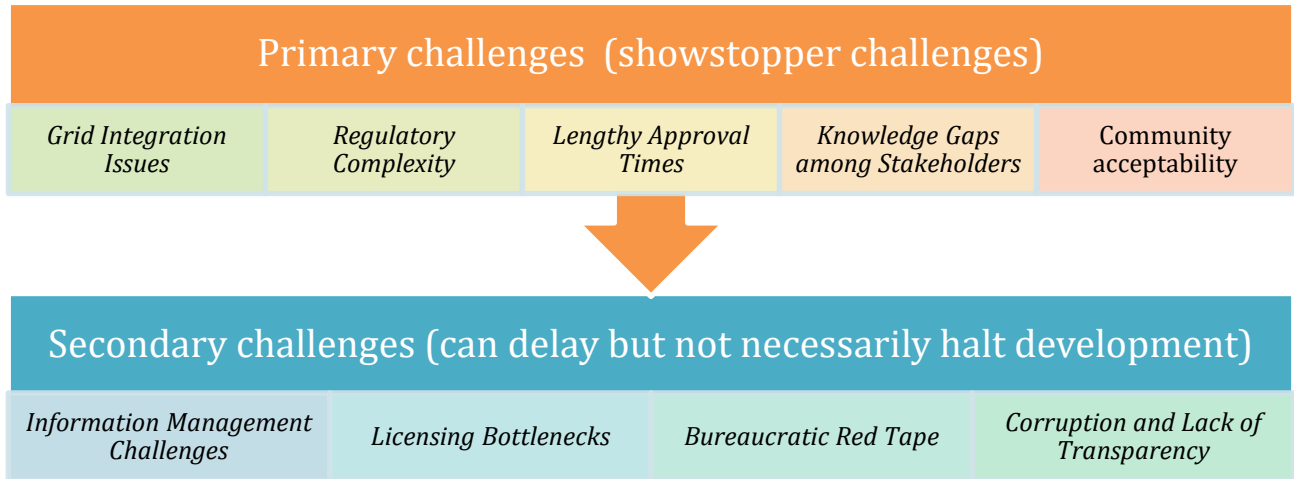 Primary challenges (showstopper challenges)
Grid Integration
Issues
Regulatory
Complexity
Lengthy Approval
Times
Knowledge Gaps
among Stakeholders
Community
acceptability
Secondary challenges (can delay but not necessarily halt development)
Information Management
Challenges
Licensing Bottlenecks
Bureaucratic Red Tape
Corruption and Lack of
Transparency